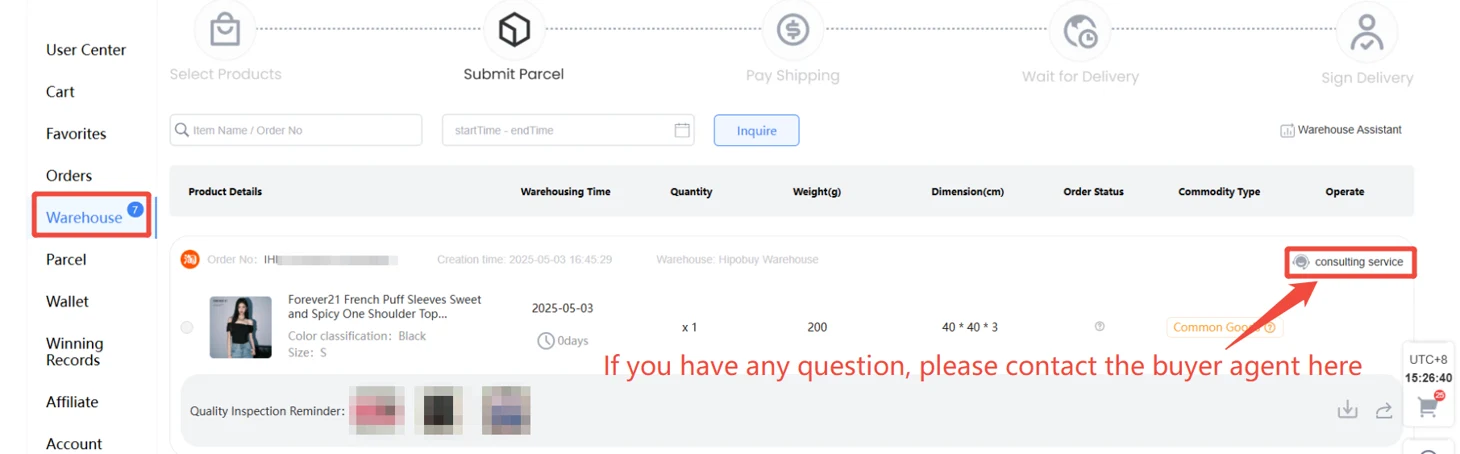 User Center
Cart
Favorites
Orders
Warehouse 7
Parcel
Wallet
Winning
Records
Affiliate
Account
Select Products
Submit Parcel
Pay Shipping
Wait for Delivery
Sign Delivery
Item Name / Order No
startTime - endTime
Inquire
Warehouse Assistant
Product Details
Warehousing Time
Quantity
Weight(g)
Dimension(cm)
Order Status
Commodity Type
Operate
Order No：
Creation time: 2025-05-03 16:45:29
Warehouse: Hipobuy Warehouse
consulting service
Forever21 French Puff Sleeves Sweet
and Spicy One Shoulder Top...
Color classification：Black
Size：S
2025-05-03
0days
x 1
200
40 * 40 * 3
Common Goods
If you have any question, please contact the buyer agent here
Quality Inspection Reminder：
UTC+8
15:26:40
25